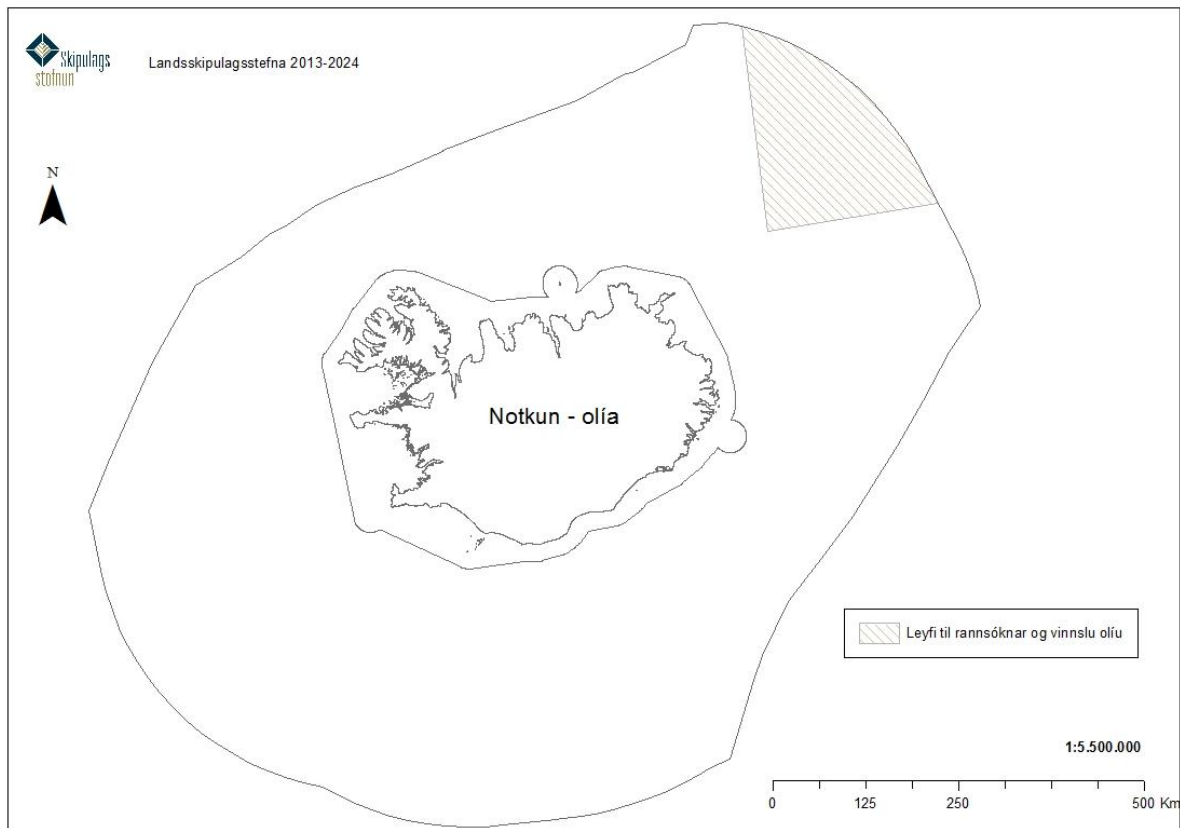 Skipulags
stofnun
Landsskipulagsstefna 2013-2024
N
Notkun - olía
Leyfi til rannsóknar og vinnslu olíu
1:5.500.000
0 125 250 500 Km